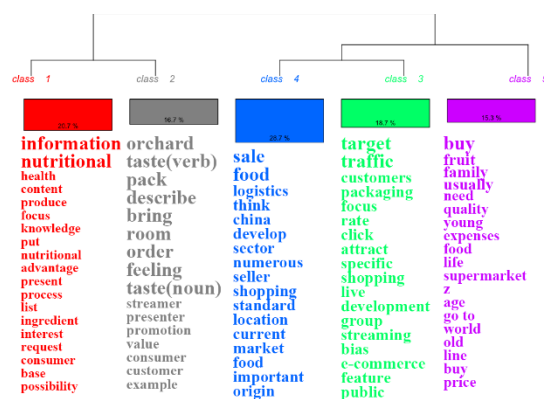 class 1
class 2
class 4
class 3
class
20.7 %
16.7 %
28.7 %
18.7 %
15.3 %
information
nutritional
health
content
produce
focus
knowledge
put
nutritional
advantage
present
process
list
ingredient
interest
request
consumer
base
possibility
orchard
taste(verb)
pack
describe
bring
room
order
feeling
taste(noun)
streamer
presenter
promotion
value
consumer
customer
example
sale
food
logistics
think
china
develop
sector
numerous
seller
shopping
standard
location
current
market
food
important
origin
target
traffic
customers
packaging
focus
rate
click
attract
specific
shopping
live
development
group
streaming
bias
e-commerce
feature
public
buy
fruit
family
usually
need
quality
young
expenses
food
life
supermarket
z
age
go to
world
old
line
buy
price